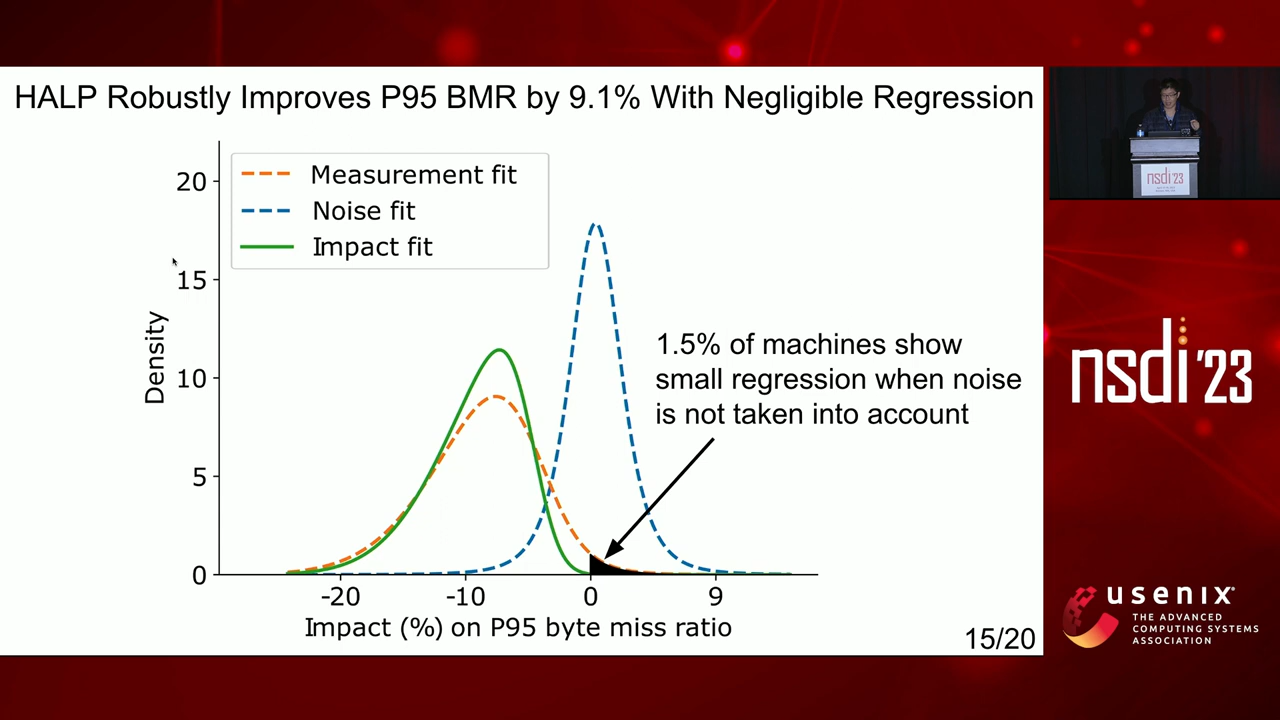 HALP Robustly Improves P95 BMR by 9.1% With Negligible Regression
Measurement fit
Noise fit
Impact fit
20
15
10
5
0
Density
1.5% of machines show
small regression when noise
is not taken into account
-20
-10
0
9
Impact (%) on P95 byte miss ratio
15/20
nsdi '23
nsdi '23
usenix
THE ADVANCED
COMPUTING SYSTEMS
ASSOCIATION